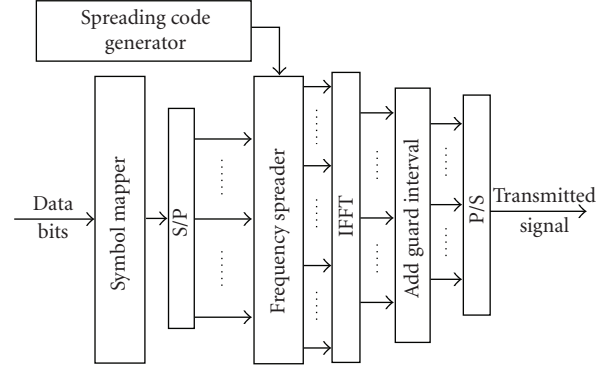 Spreading code
generator
Data
bits
Symbol mapper
S/P
Frequency spreader
IFFT
Add guard interval
P/S
Transmitted
signal